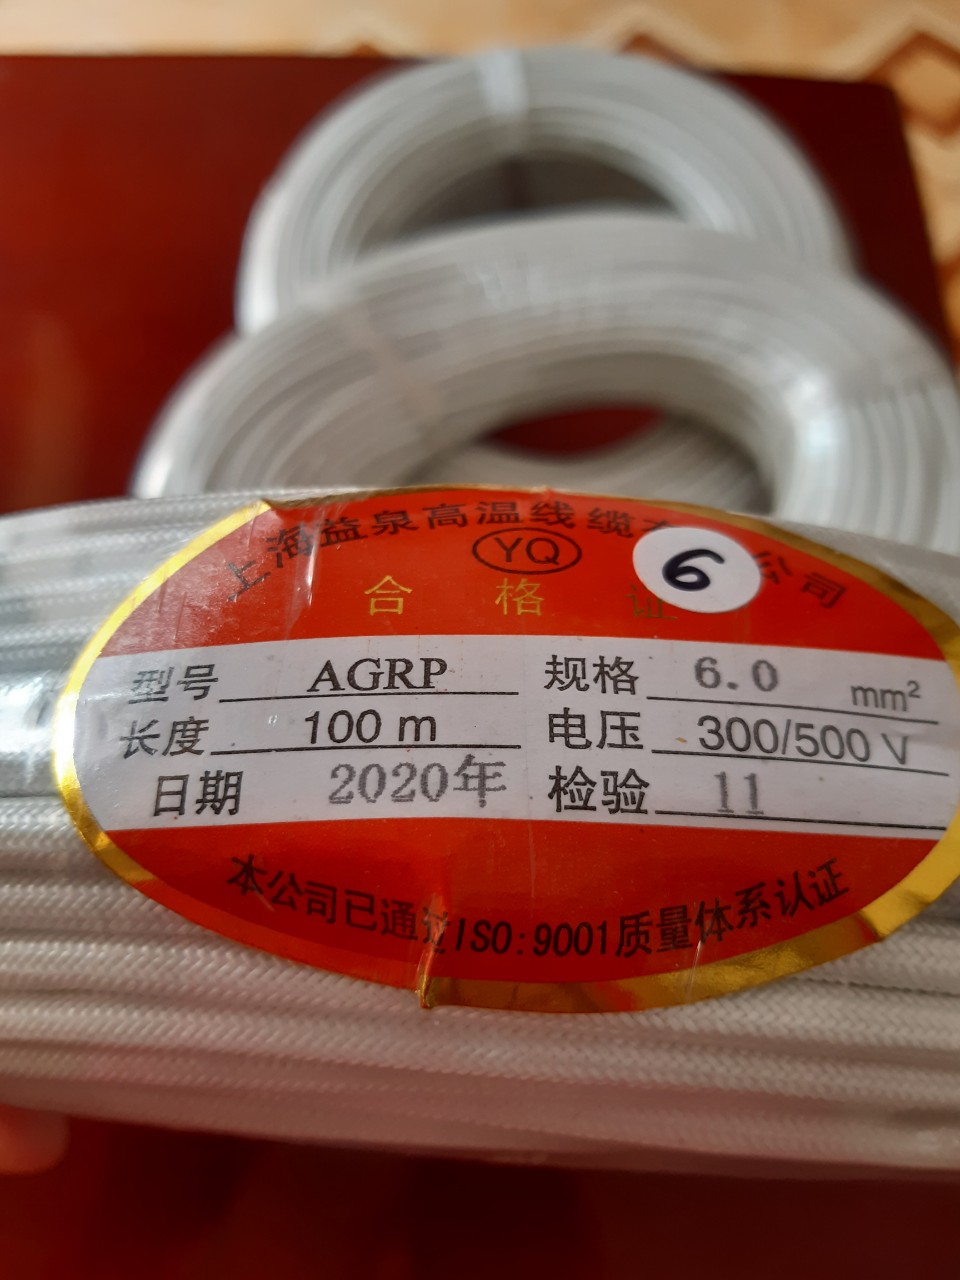 上海益泉高温线缆 公司
YQ
6
合格证
型号 AGRP 规格 6.0 mm²
长度 100 m 电压 300/500 V
日期 2020年 检验 11
本公司已通过ISO:9001质量体系认证